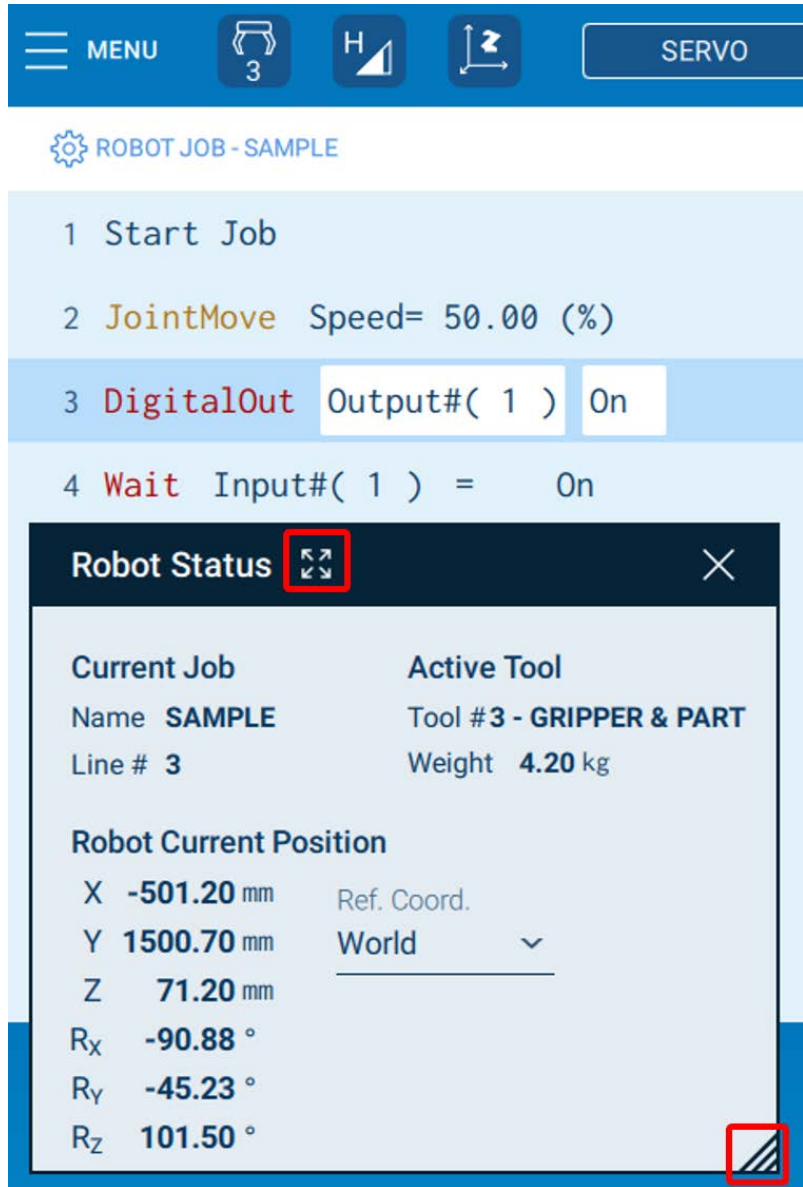 MENU 3 H Z SERVO
ROBOT JOB - SAMPLE
1 Start Job
2 JointMove Speed= 50.00 (%)
3 DigitalOut Output#( 1 ) On
4 Wait Input#( 1 ) = On
Robot Status
Current Job Active Tool
Name SAMPLE Tool #3 - GRIPPER & PART
Line # 3 Weight 4.20 kg
Robot Current Position
X -501.20 mm Ref. Coord.
Y 1500.70 mm World
Z 71.20 mm
RX -90.88 °
RY -45.23 °
RZ 101.50 °